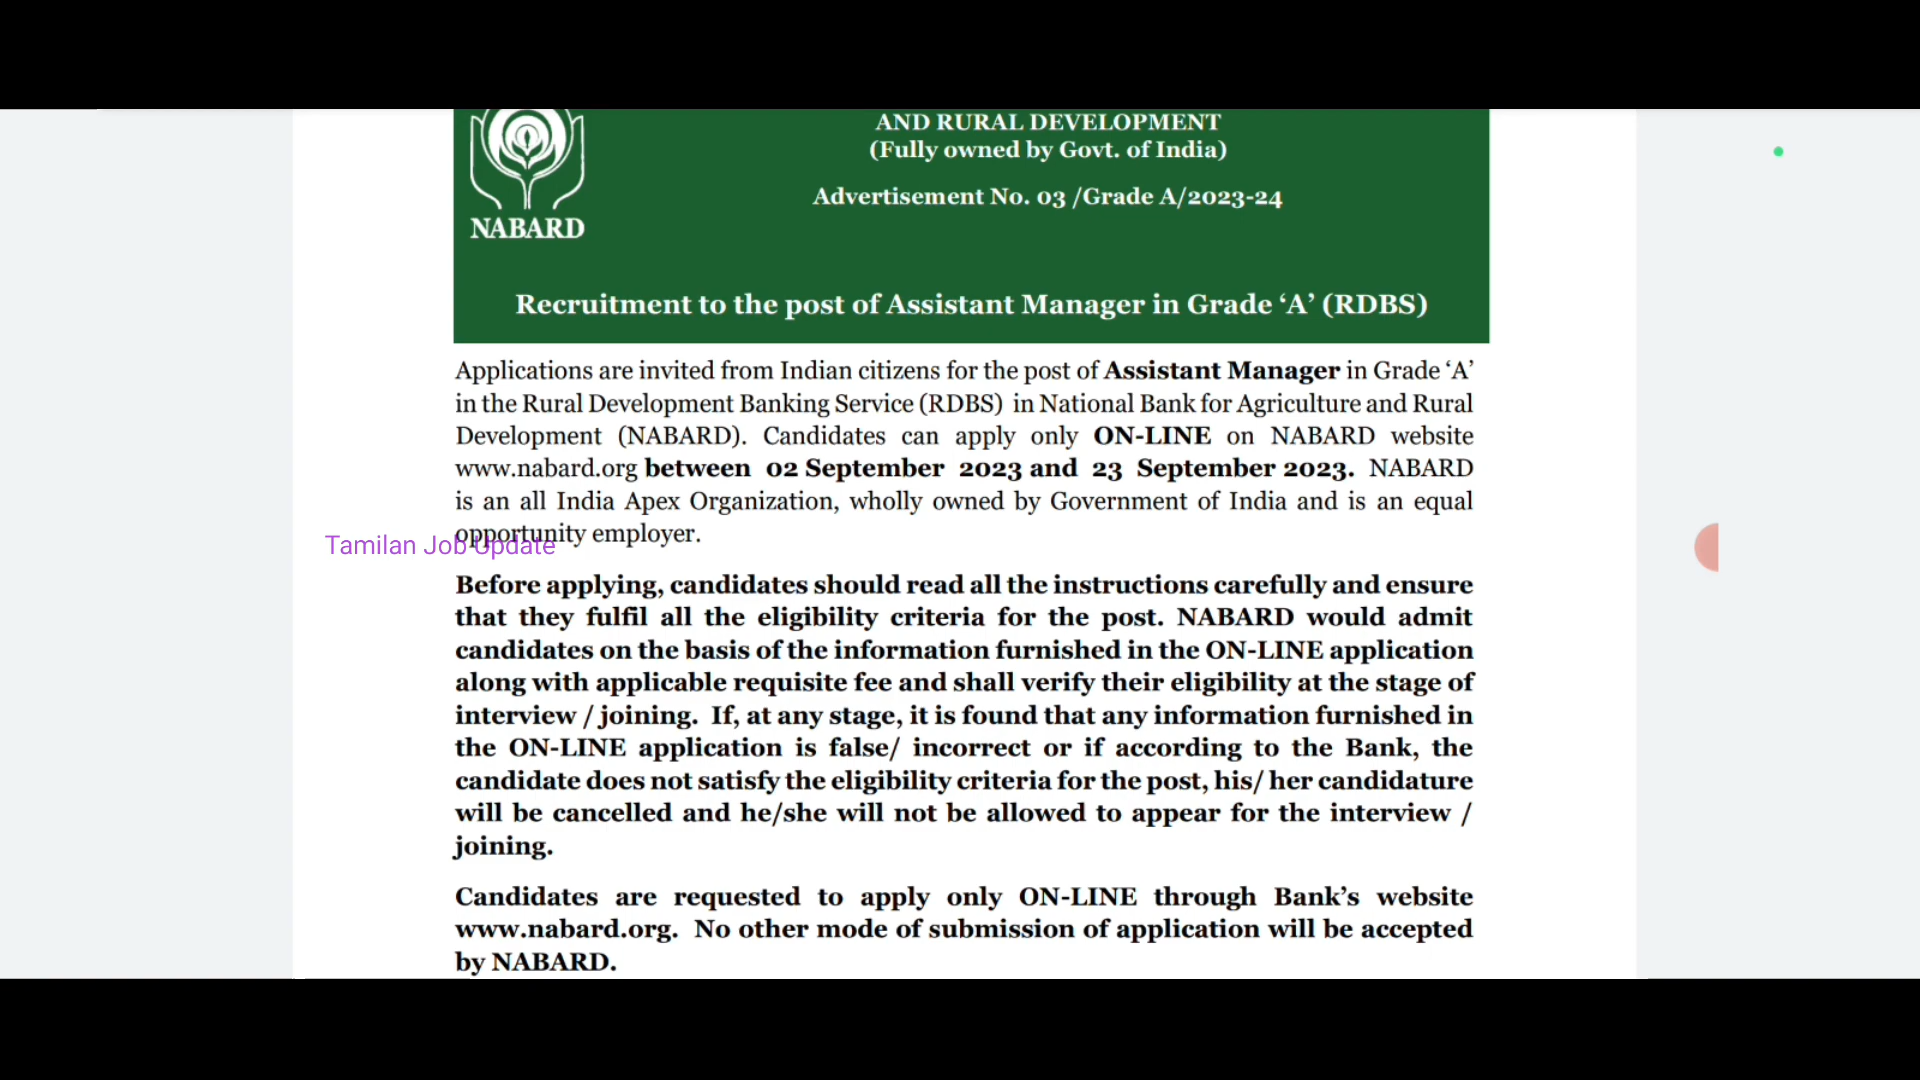 AND RURAL DEVELOPMENT
(Fully owned by Govt. of India)
Advertisement No. 03 /Grade A/2023-24
NABARD
Recruitment to the post of Assistant Manager in Grade ‘A’ (RDBS)
Applications are invited from Indian citizens for the post of Assistant Manager in Grade ‘A’
in the Rural Development Banking Service (RDBS) in National Bank for Agriculture and Rural
Development (NABARD). Candidates can apply only ON-LINE on NABARD website
www.nabard.org between 02 September 2023 and 23 September 2023. NABARD
is an all India Apex Organization, wholly owned by Government of India and is an equal
opportunity employer.
Tamilan Job Update
Before applying, candidates should read all the instructions carefully and ensure
that they fulfil all the eligibility criteria for the post. NABARD would admit
candidates on the basis of the information furnished in the ON-LINE application
along with applicable requisite fee and shall verify their eligibility at the stage of
interview / joining. If, at any stage, it is found that any information furnished in
the ON-LINE application is false/ incorrect or if according to the Bank, the
candidate does not satisfy the eligibility criteria for the post, his/ her candidature
will be cancelled and he/she will not be allowed to appear for the interview /
joining.
Candidates are requested to apply only ON-LINE through Bank’s website
www.nabard.org. No other mode of submission of application will be accepted
by NABARD.